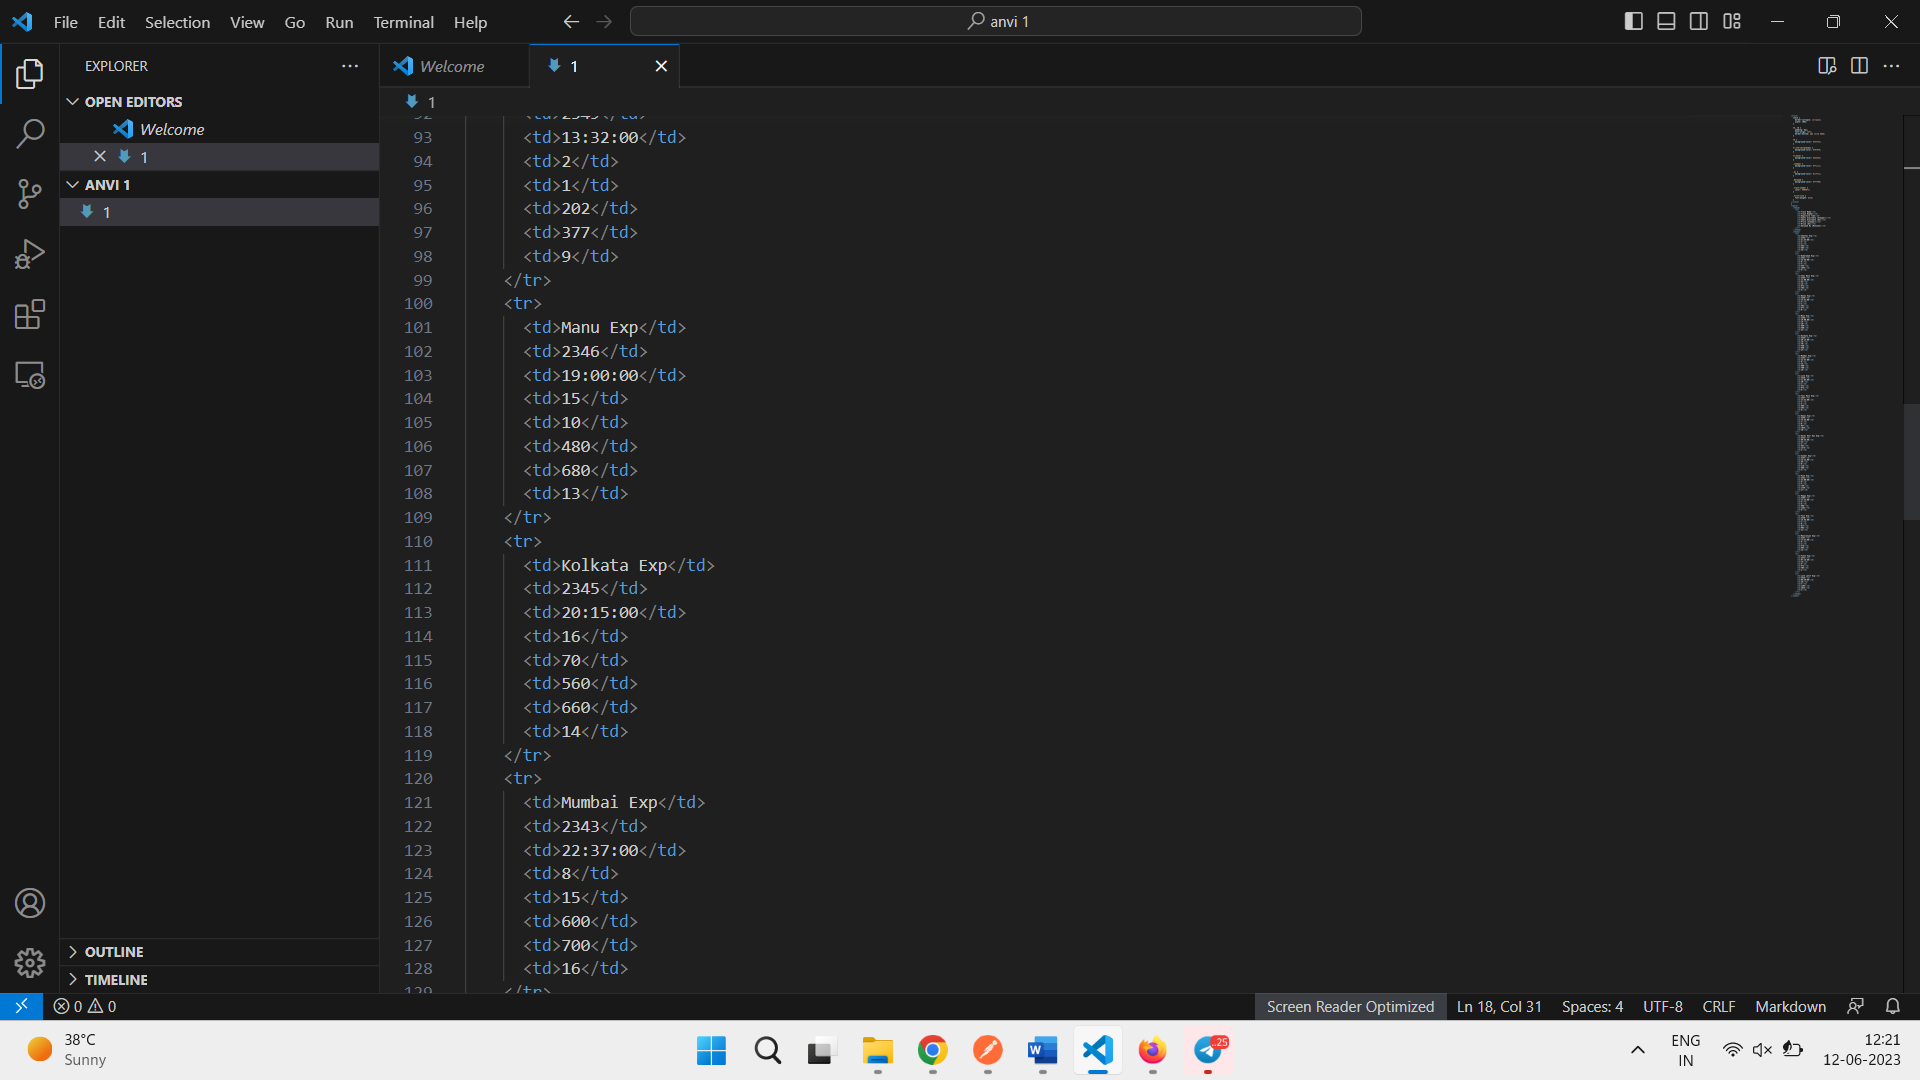 File Edit Selection View Go Run Terminal Help
anvi 1
EXPLORER
OPEN EDITORS
Welcome
1
ANVI 1
1
OUTLINE
TIMELINE
Welcome
1
1
93 <td>13:32:00</td>
94 <td>2</td>
95 <td>1</td>
96 <td>202</td>
97 <td>377</td>
98 <td>9</td>
99 </tr>
100 <tr>
101 <td>Manu Exp</td>
102 <td>2346</td>
103 <td>19:00:00</td>
104 <td>15</td>
105 <td>10</td>
106 <td>480</td>
107 <td>680</td>
108 <td>13</td>
109 </tr>
110 <tr>
111 <td>Kolkata Exp</td>
112 <td>2345</td>
113 <td>20:15:00</td>
114 <td>16</td>
115 <td>70</td>
116 <td>560</td>
117 <td>660</td>
118 <td>14</td>
119 </tr>
120 <tr>
121 <td>Mumbai Exp</td>
122 <td>2343</td>
123 <td>22:37:00</td>
124 <td>8</td>
125 <td>15</td>
126 <td>600</td>
127 <td>700</td>
128 <td>16</td>
0 0
Screen Reader Optimized Ln 18, Col 31 Spaces: 4 UTF-8 CRLF Markdown
38°C
Sunny
ENG
IN
12:21
12-06-2023